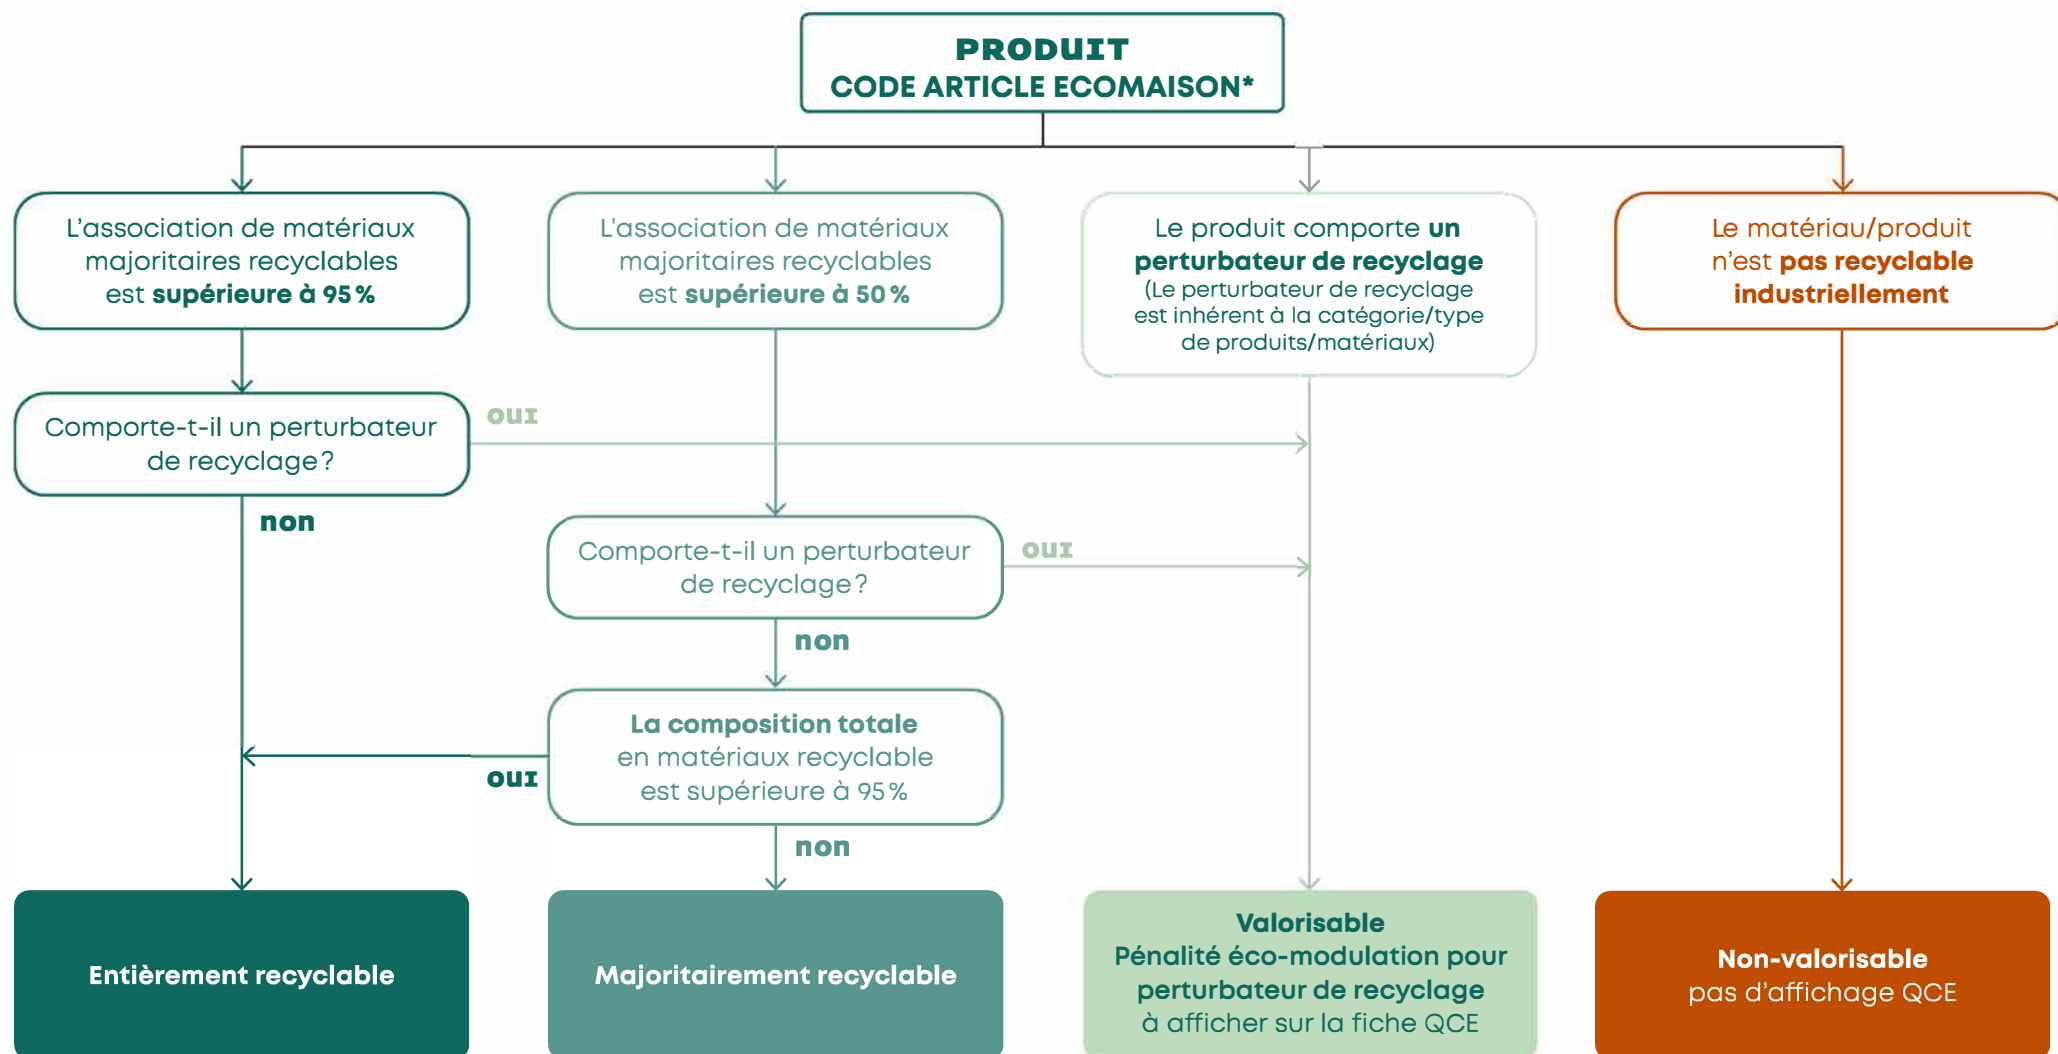 PRODUIT
CODE ARTICLE ECOMAISON*
L'association de matériaux
majoritaires recyclables
est supérieure à 95%
L'association de matériaux
majoritaires recyclables
est supérieure à 50%
Le produit comporte un
perturbateur de recyclage
(Le perturbateur de recyclage
est inhérent à la catégorie/type
de produits/matériaux)
Le matériau/produit
n'est pas recyclable
industriellement
Comporte-t-il un perturbateur
de recyclage?
OUI
non
Comporte-t-il un perturbateur
de recyclage?
OUI
non
La composition totale
en matériaux recyclable
est supérieure à 95%
OUI
non
Entièrement recyclable
Majoritairement recyclable
Valorisable
Pénalité éco-modulation pour
perturbateur de recyclage
à afficher sur la fiche QCE
Non-valorisable
pas d'affichage QCE